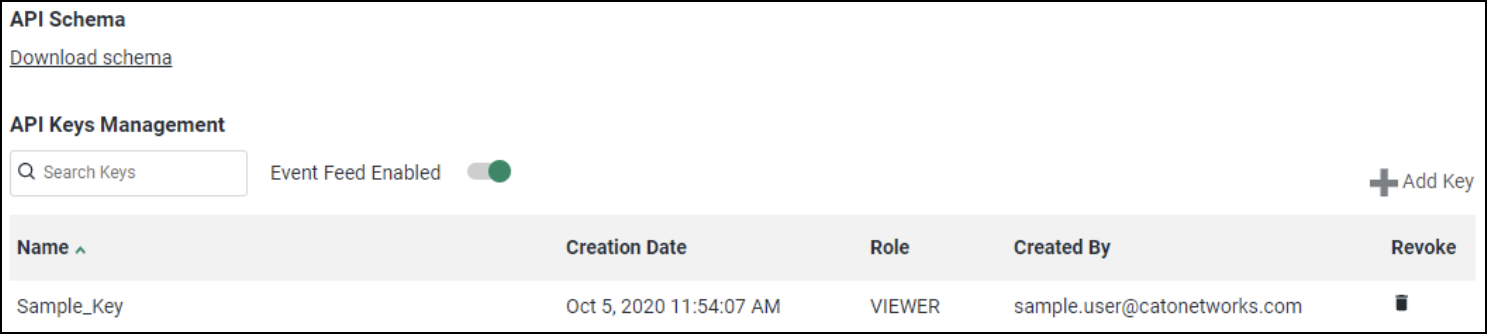 API Schema
Download schema
API Keys Management
Search Keys Event Feed Enabled Add Key
Name Creation Date Role Created By Revoke
Sample_Key Oct 5, 2020 11:54:07 AM VIEWER sample.user@catonetworks.com